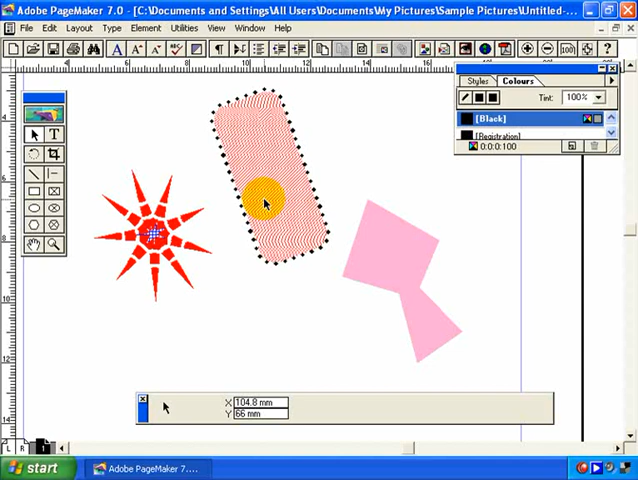 Adobe PageMaker 7.0 - [C:\Documents and Settings\All Users\Documents\My Pictures\Sample Pictures\Untitled-...
File Edit Layout Type Element Utilities View Window Help
Styles Colours
Tint: 100%
[Black]
[Registration]
0:0:0:100
X 104.8 mm
Y 66 mm
L R 1
start
Adobe PageMaker 7....